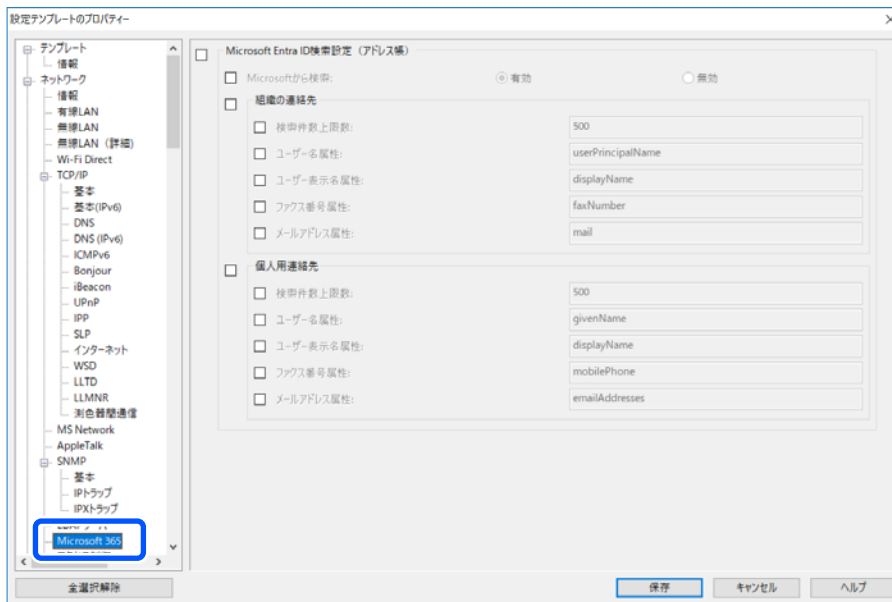 設定テンプレートのプロパティー
テンプレート
情報
ネットワーク
情報
有線LAN
無線LAN
無線LAN（詳細）
Wi-Fi Direct
TCP/IP
基本
基本(IPv6)
DNS
DNS (IPv6)
ICMPv6
Bonjour
iBeacon
UPnP
IPP
SLP
インターネット
WSD
LLTD
LLMNR
測色器間通信
MS Network
AppleTalk
SNMP
基本
IPトラップ
IPXトラップ
Microsoft 365
全選択解除
Microsoft Entra ID検索設定（アドレス帳）
Microsoftから検索: 有効 無効
組織の連絡先
検索件数上限数: 500
ユーザー名属性: userPrincipalName
ユーザー表示名属性: displayName
ファクス番号属性: faxNumber
メールアドレス属性: mail
個人用連絡先
検索件数上限数: 500
ユーザー名属性: givenName
ユーザー表示名属性: displayName
ファクス番号属性: mobilePhone
メールアドレス属性: emailAddresses
保存 キャンセル ヘルプ